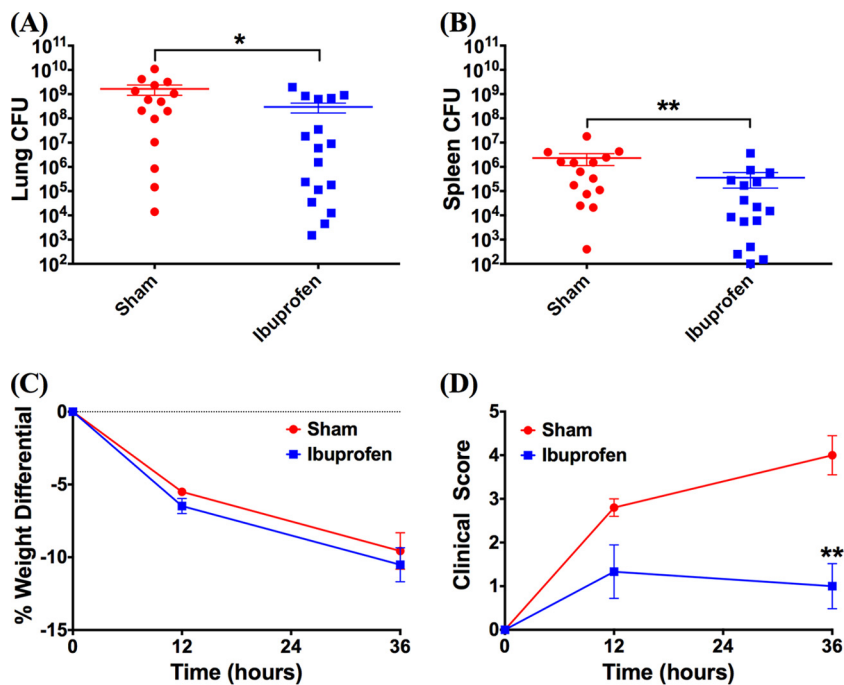 (A)
*
Lung CFU
10¹¹
10¹⁰
10⁹
10⁸
10⁷
10⁶
10⁵
10⁴
10³
10²
Sham
Ibuprofen
(B)
**
Spleen CFU
10¹¹
10¹⁰
10⁹
10⁸
10⁷
10⁶
10⁵
10⁴
10³
10²
Sham
Ibuprofen
(C)
% Weight Differential
0
-5
-10
-15
Sham
Ibuprofen
0 12 24 36
Time (hours)
(D)
Clinical Score
5
4
3
2
1
0
Sham
Ibuprofen
**
0 12 24 36
Time (hours)